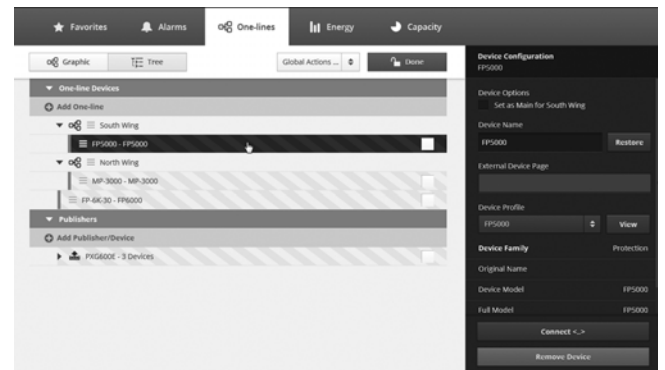 Favorites
Alarms
One-lines
Energy
Capacity
Graphic
Tree
Global Actions ...
Done
One-line Devices
Add One-line
South Wing
FP5000 - FP5000
North Wing
MP-3000 - MP-3000
FP-6K-30 - FP6000
Publishers
Add Publisher/Device
PXG600E - 3 Devices
Device Configuration
FP5000
Device Options
Set as Main for South Wing
Device Name
FP5000 Restore
External Device Page
Device Profile
FP5000 View
Device Family Protection
Original Name
Device Model FP5000
Full Model FP5000
Connect <..>
Remove Device